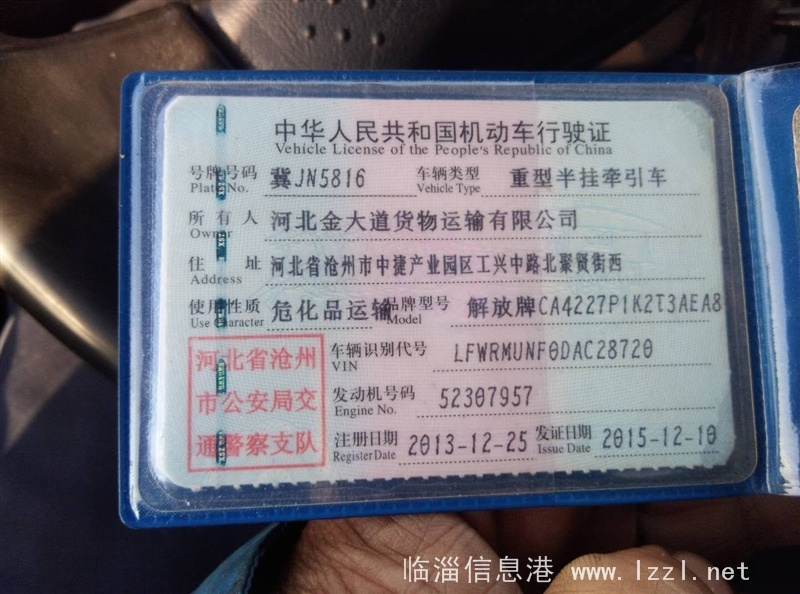 中华人民共和国机动车行驶证
Vehicle License of the People's Republic of China
号牌号码 冀JN5816 车辆类型 重型半挂牵引车
Plate No. Vehicle Type
所有人 河北金大道货物运输有限公司
Owner
住址 河北省沧州市中捷产业园区工兴中路北聚贤街西
Address
使用性质 危化品运输 品牌型号 解放牌CA4227P1K2T3AEA8
Use Character Model
河北省沧州
市公安局交
通警察支队
车辆识别代号 LFWRMUNF0DAC28720
VIN
发动机号码 52307957
Engine No.
注册日期 2013-12-25 发证日期 2015-12-10
Register Date Issue Date
临淄信息港 www.lzzl.net